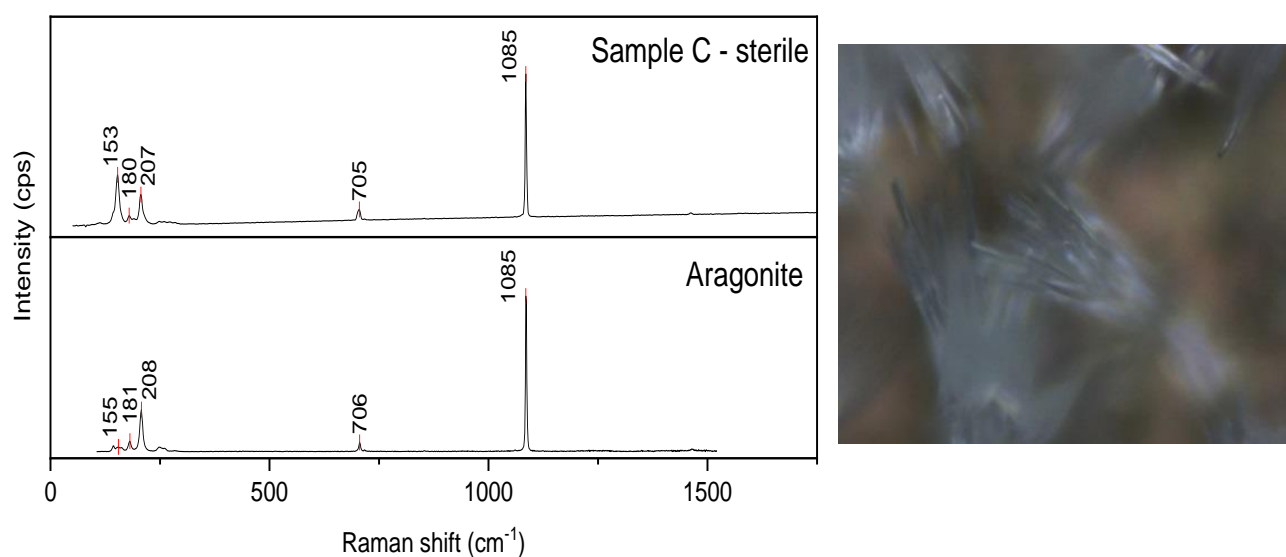 Sample C - sterile
153
180
207
705
1085
Aragonite
155
181
208
706
1085
Intensity (cps)
0 500 1000 1500
Raman shift (cm⁻¹)